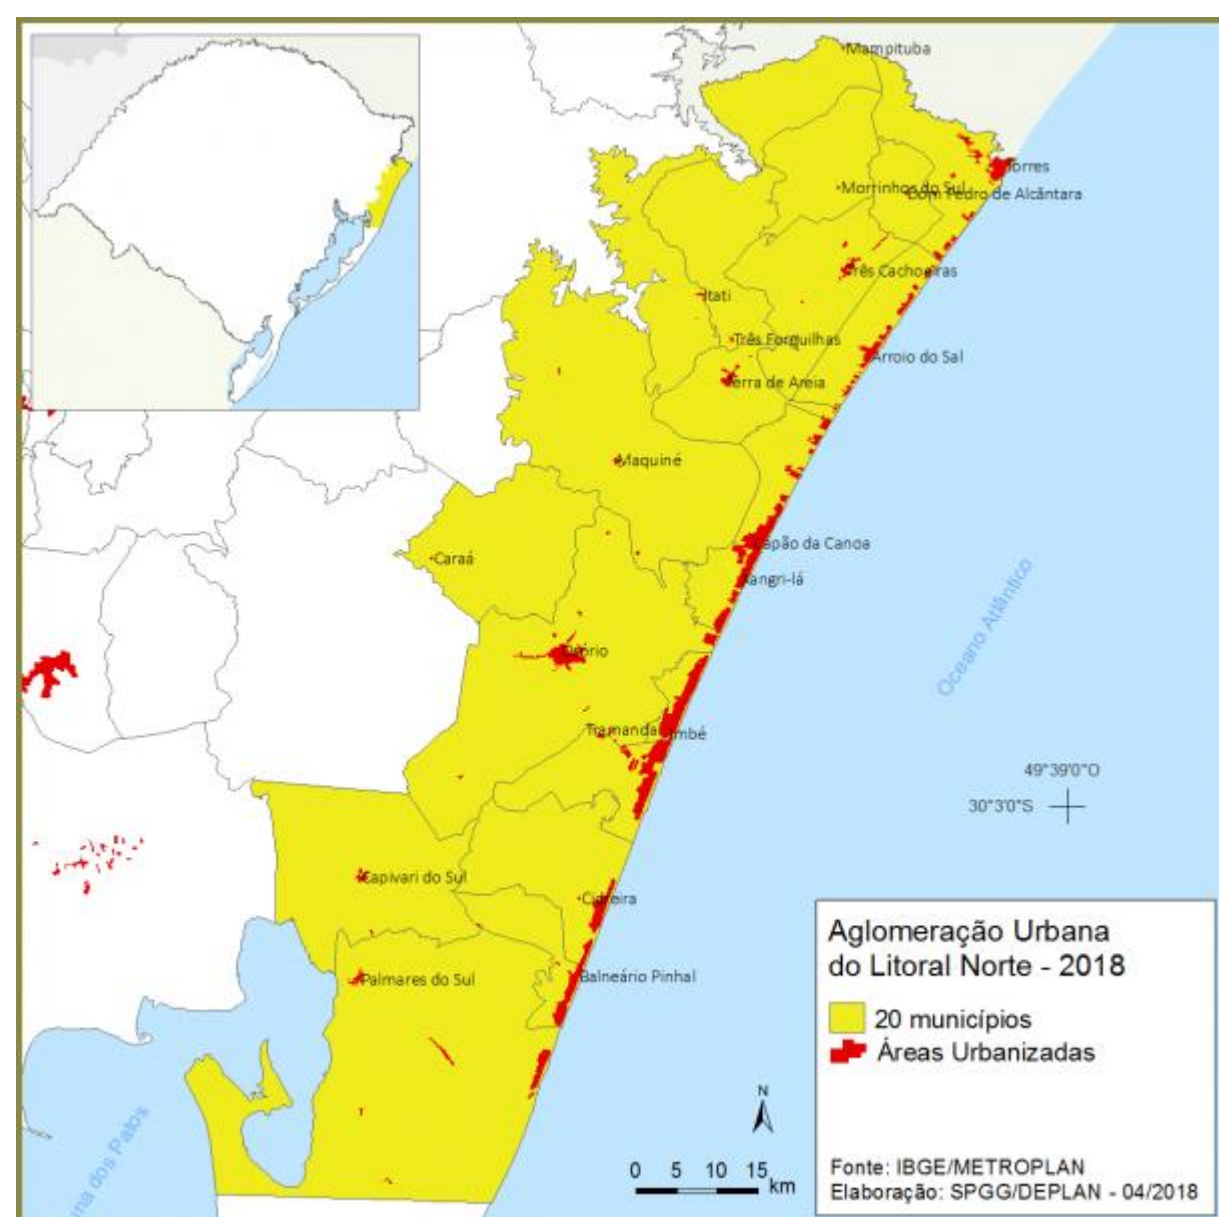 Mampituba
Torres
Morrinhos do Sul
Dom Pedro de Alcântara
Três Cachoeiras
Itati
Três Forquilhas
Arroio do Sal
Terra de Areia
Maquiné
Capão da Canoa
Caraá
Xangri-lá
Oceano Atlântico
Osório
Tramandaí
Imbé
49°39'0"O
30°3'0"S
Capivari do Sul
Cidreira
Balneário Pinhal
Palmares do Sul
dos Patos
Aglomeração Urbana
do Litoral Norte - 2018
20 municípios
Áreas Urbanizadas
N
0 5 10 15
km
Fonte: IBGE/METROPLAN
Elaboração: SPGG/DEPLAN - 04/2018